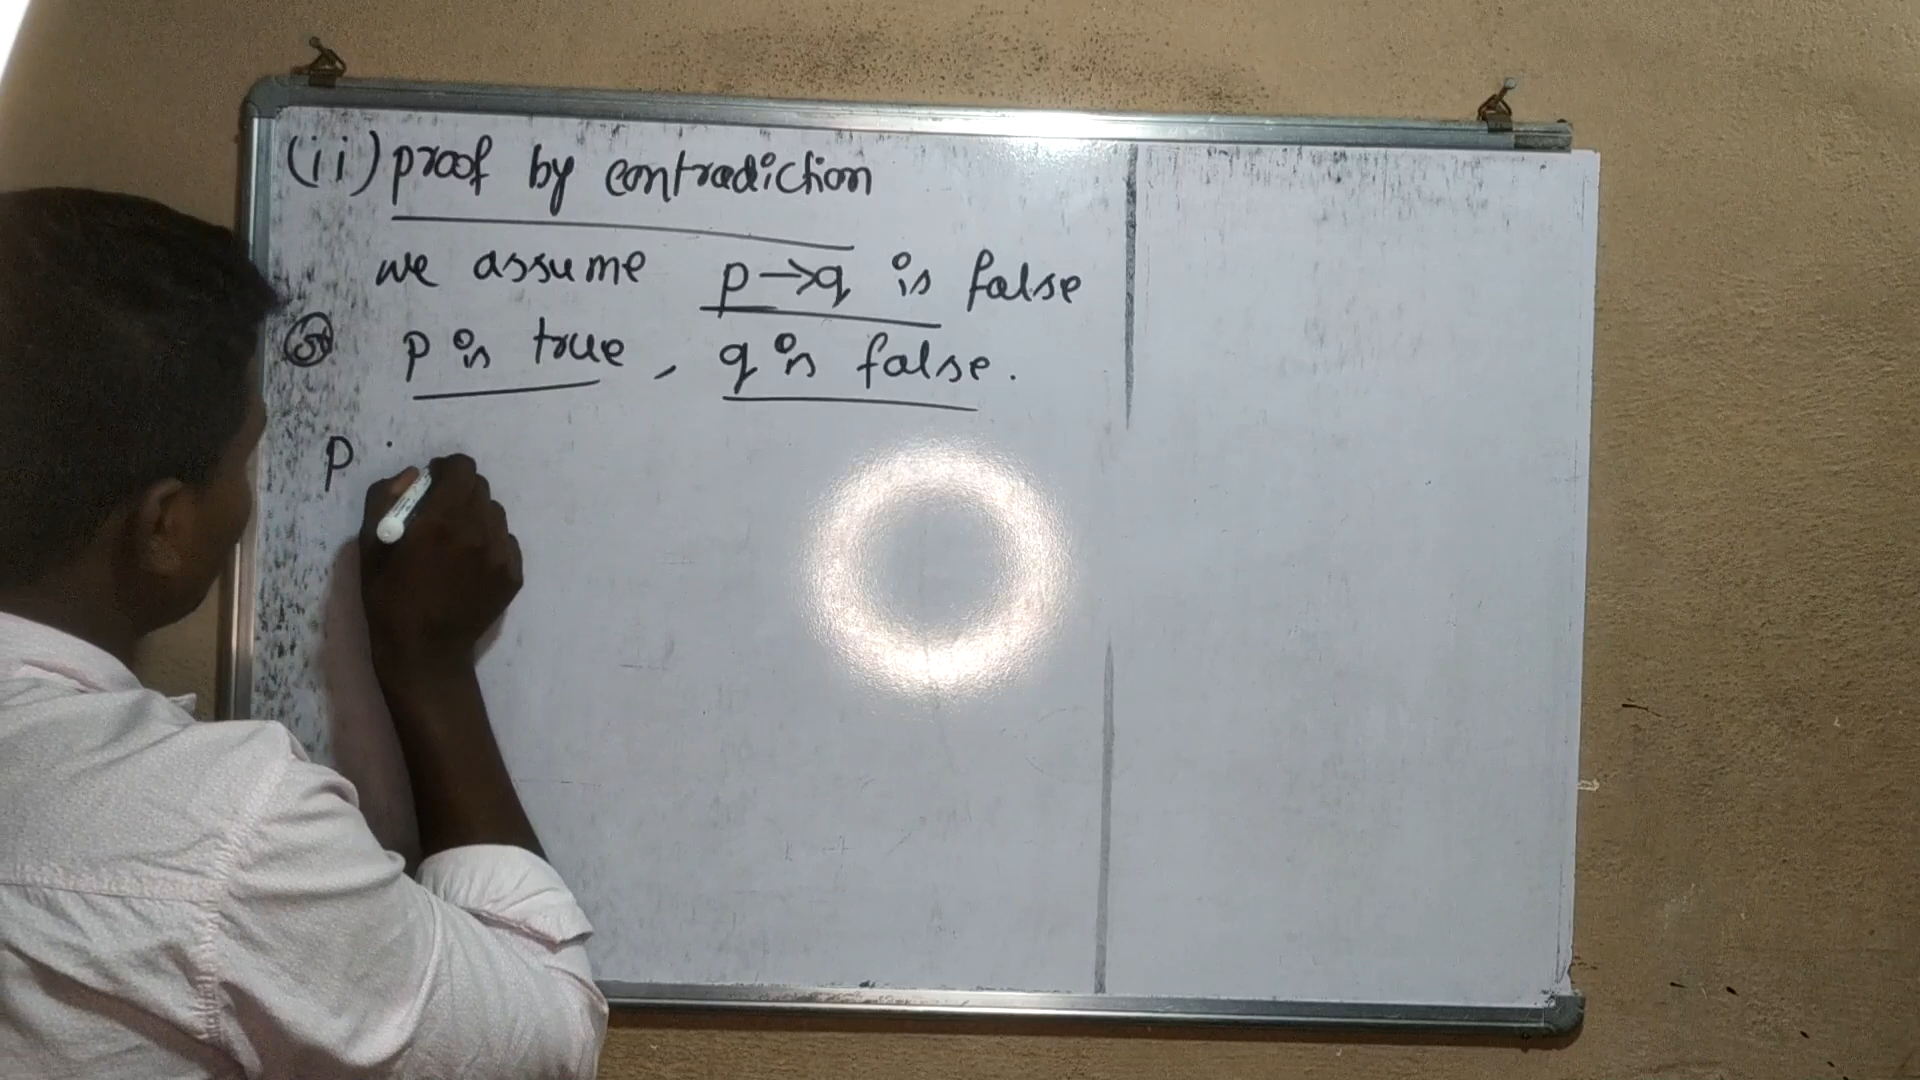 (ii) proof by contradiction
we assume p→q is false
p is true, q is false.
p